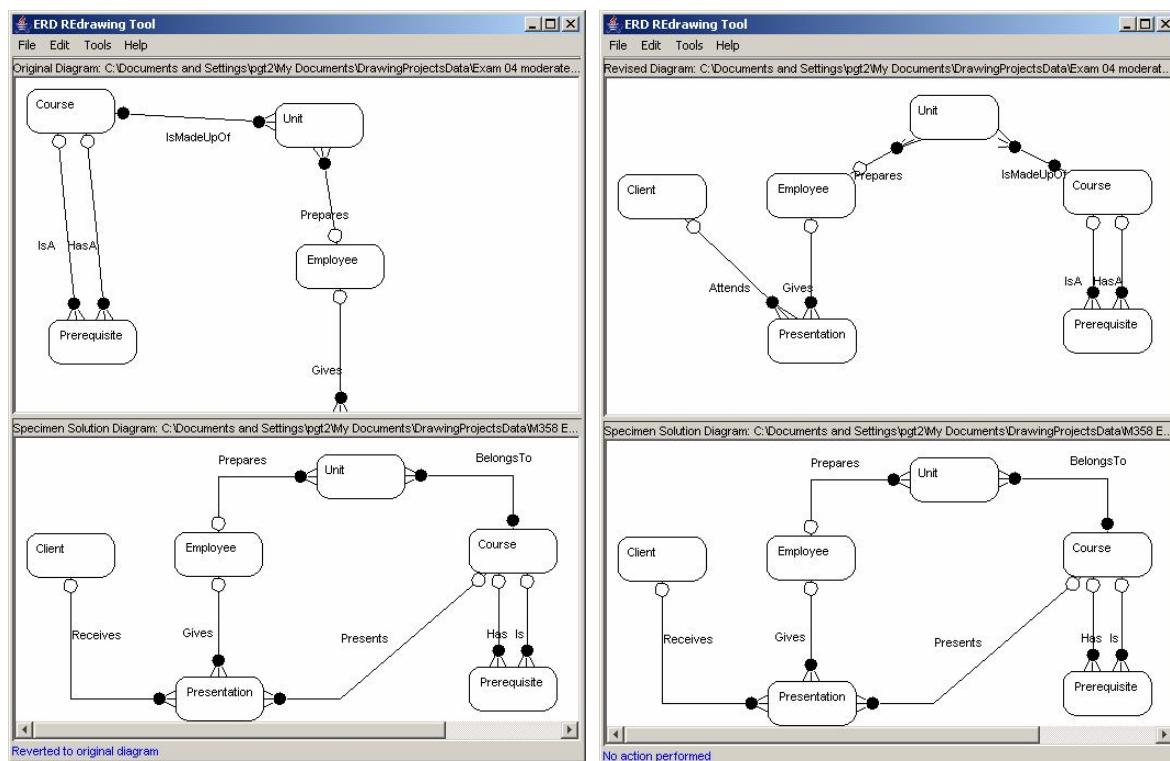 ERD REdrawing Tool
File Edit Tools Help
Original Diagram: C:\Documents and Settings\pgt2\My Documents\DrawingProjectsData\Exam 04 moderate...
Course
Unit
IsMadeUpOf
Prepares
IsA
HasA
Employee
Prerequisite
Gives
Specimen Solution Diagram: C:\Documents and Settings\pgt2\My Documents\DrawingProjectsData\M358 E...
Prepares
Unit
BelongsTo
Client
Employee
Course
Receives
Gives
Presents
Has
Is
Presentation
Prerequisite
Reverted to original diagram
ERD REdrawing Tool
File Edit Tools Help
Revised Diagram: C:\Documents and Settings\pgt2\My Documents\DrawingProjectsData\Exam 04 moderat...
Unit
Client
Employee
Prepares
IsMadeUpOf
Course
Attends
Gives
IsA
HasA
Presentation
Prerequisite
Specimen Solution Diagram: C:\Documents and Settings\pgt2\My Documents\DrawingProjectsData\M358 E...
Prepares
Unit
BelongsTo
Client
Employee
Course
Receives
Gives
Presents
Has
Is
Presentation
Prerequisite
No action performed